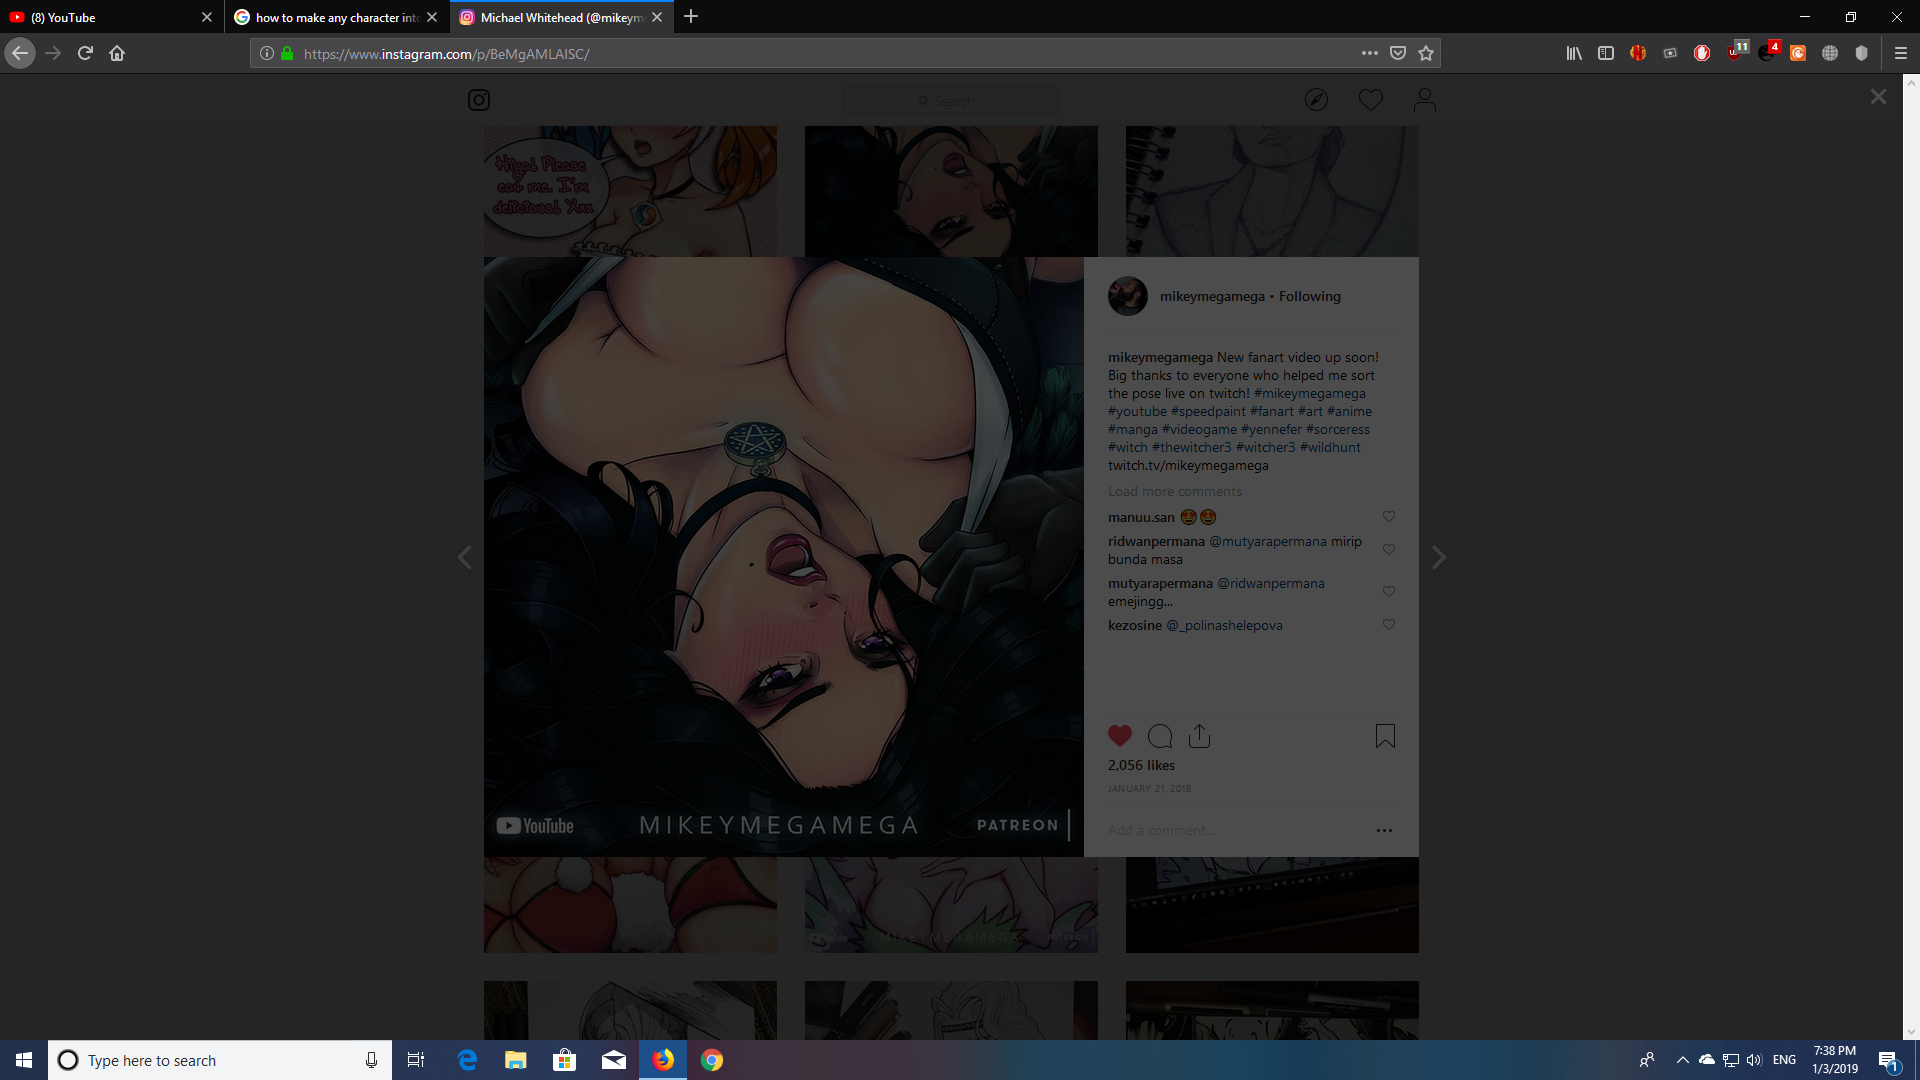 (8) YouTube
how to make any character into
Michael Whitehead (@mikeym
https://www.instagram.com/p/BeMgAMLAISC/
11
4
Search
Hiya! Please
eat me. I'm
delicious! Xxx
mikeymegamega • Following
mikeymegamega New fanart video up soon!
Big thanks to everyone who helped me sort
the pose live on twitch! #mikeymegamega
#youtube #speedpaint #fanart #art #anime
#manga #videogame #yennefer #sorceress
#witch #thewitcher3 #witcher3 #wildhunt
twitch.tv/mikeymegamega
Load more comments
manuu.san 😍😍
ridwanpermana @mutyarapermana mirip
bunda masa
mutyarapermana @ridwanpermana
emejingg...
kezosine @_polinashelepova
2,056 likes
JANUARY 21, 2018
Add a comment...
YouTube MIKEYMEGAMEGA PATREON
MIKEYMEGAMEGA
Type here to search
ENG
7:38 PM
1/3/2019
1